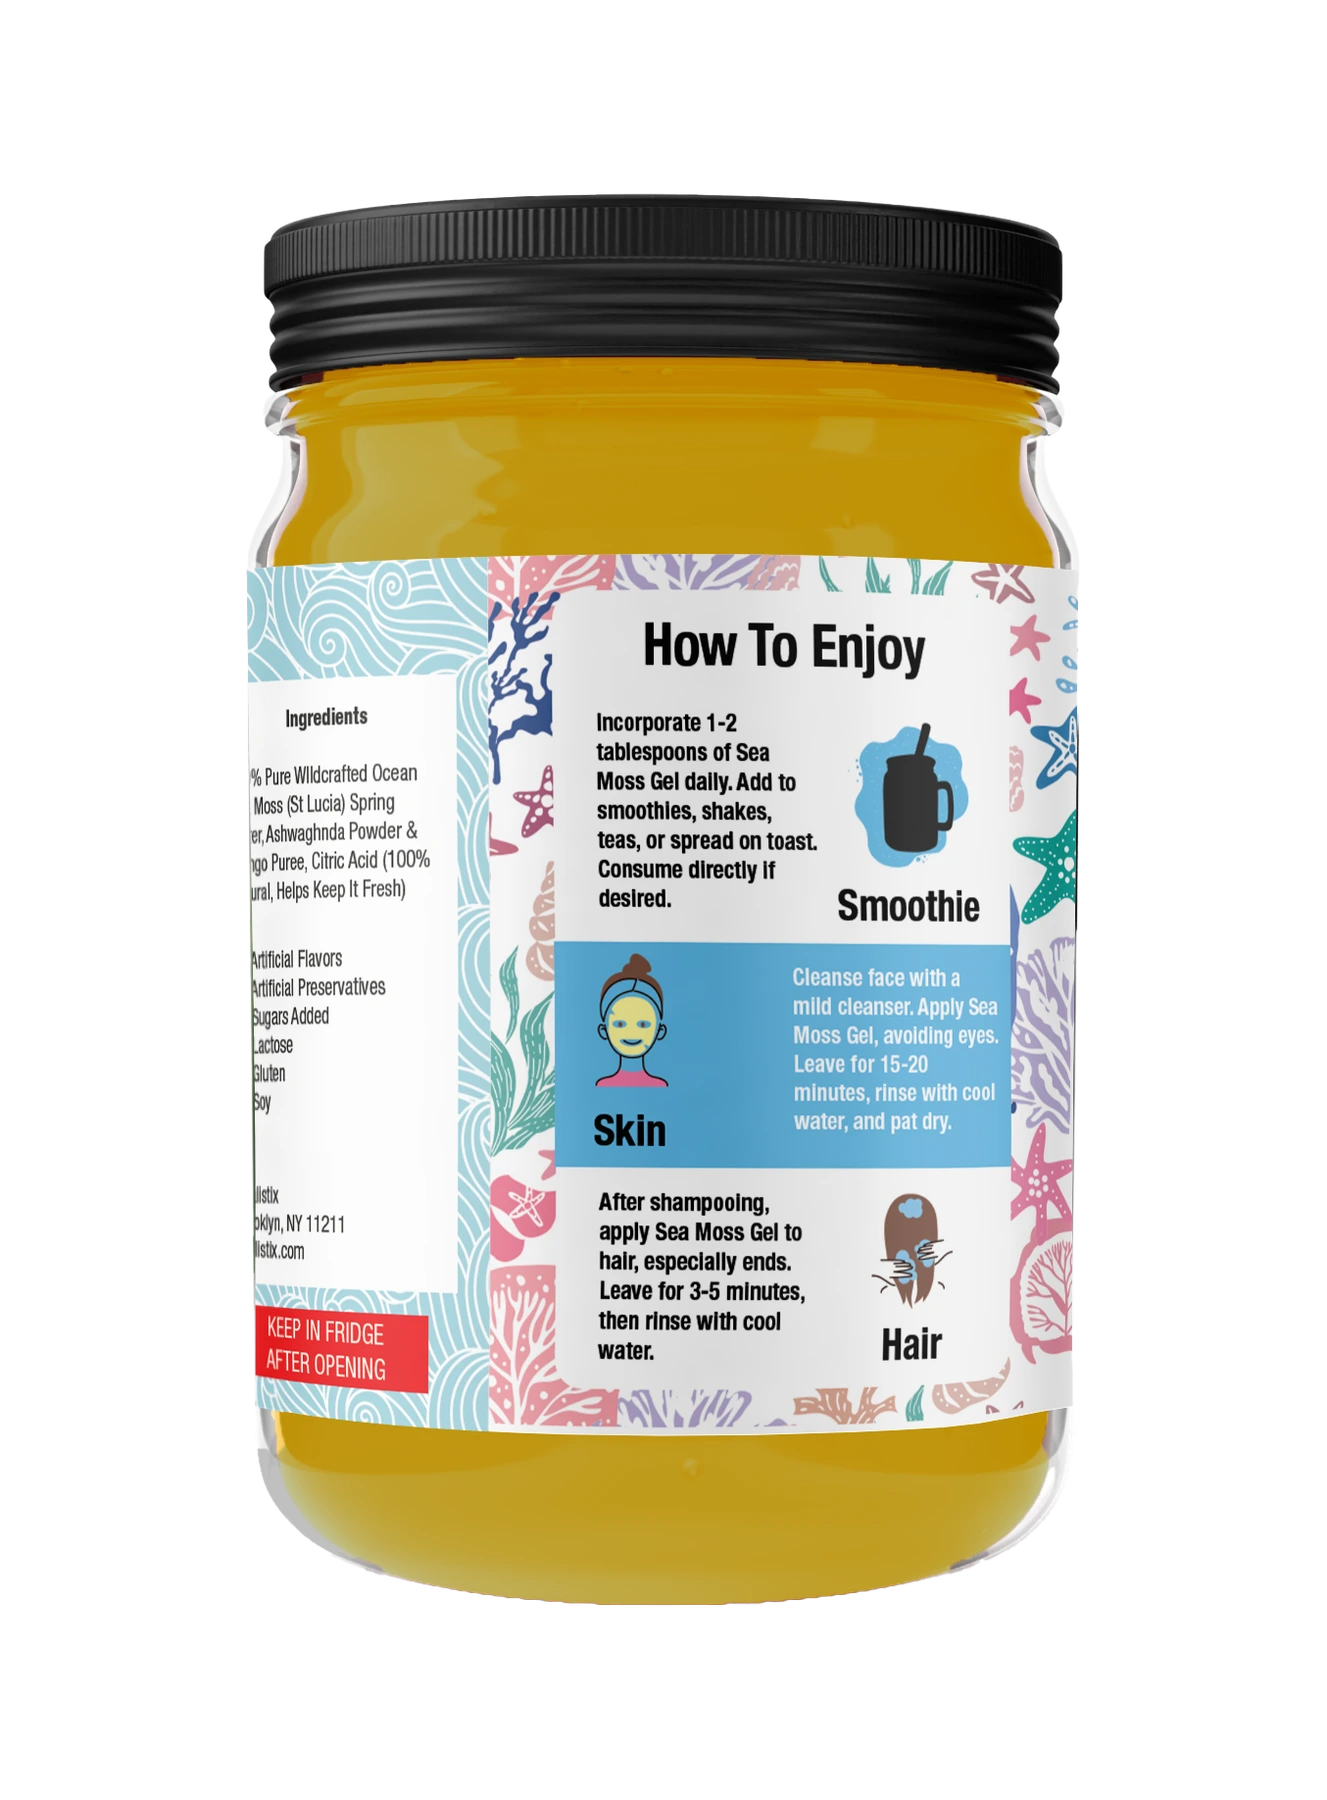 Ingredients
% Pure WIldcrafted Ocean
Moss (St Lucia) Spring
er, Ashwaghnda Powder &
go Puree, Citric Acid (100%
ural, Helps Keep It Fresh)
Artificial Flavors
Artificial Preservatives
Sugars Added
Lactose
Gluten
Soy
listix
oklyn, NY 11211
listix.com
KEEP IN FRIDGE
AFTER OPENING
How To Enjoy
Incorporate 1-2
tablespoons of Sea
Moss Gel daily. Add to
smoothies, shakes,
teas, or spread on toast.
Consume directly if
desired.
Smoothie
Cleanse face with a
mild cleanser. Apply Sea
Moss Gel, avoiding eyes.
Leave for 15-20
minutes, rinse with cool
water, and pat dry.
Skin
After shampooing,
apply Sea Moss Gel to
hair, especially ends.
Leave for 3-5 minutes,
then rinse with cool
water.
Hair